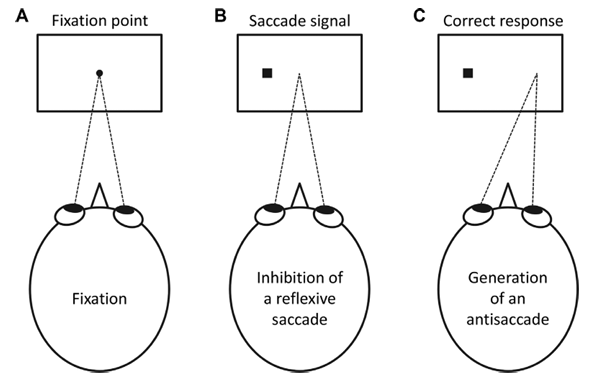 A Fixation point
B Saccade signal
C Correct response
Fixation
Inhibition of
a reflexive
saccade
Generation
of an
antisaccade